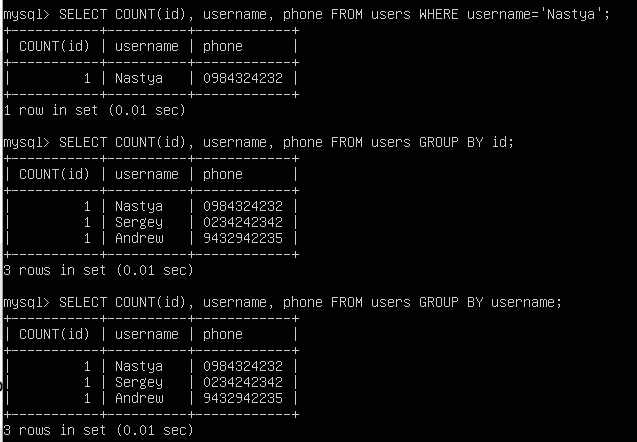 mysql> SELECT COUNT(id), username, phone FROM users WHERE username='Nastya';
+-----------+----------+------------+
| COUNT(id) | username | phone      |
+-----------+----------+------------+
|         1 | Nastya   | 0984324232 |
+-----------+----------+------------+
1 row in set (0.01 sec)
mysql> SELECT COUNT(id), username, phone FROM users GROUP BY id;
+-----------+----------+------------+
| COUNT(id) | username | phone      |
+-----------+----------+------------+
|         1 | Nastya   | 0984324232 |
|         1 | Sergey   | 0234242342 |
|         1 | Andrew   | 9432942235 |
+-----------+----------+------------+
3 rows in set (0.01 sec)
mysql> SELECT COUNT(id), username, phone FROM users GROUP BY username;
+-----------+----------+------------+
| COUNT(id) | username | phone      |
+-----------+----------+------------+
|         1 | Nastya   | 0984324232 |
|         1 | Sergey   | 0234242342 |
|         1 | Andrew   | 9432942235 |
+-----------+----------+------------+
3 rows in set (0.01 sec)